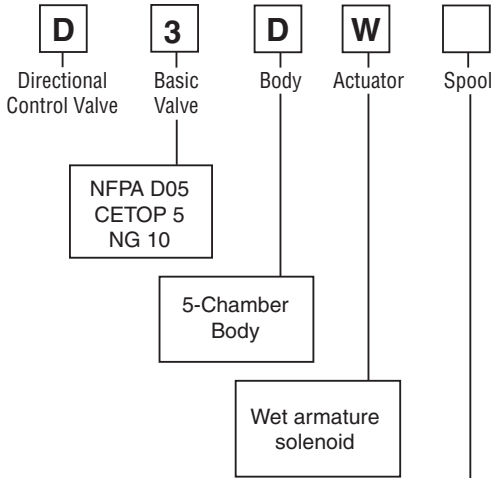 D 3 D W
Directional Basic Body Actuator Spool
Control Valve Valve
NFPA D05
CETOP 5
NG 10
5-Chamber
Body
Wet armature
solenoid